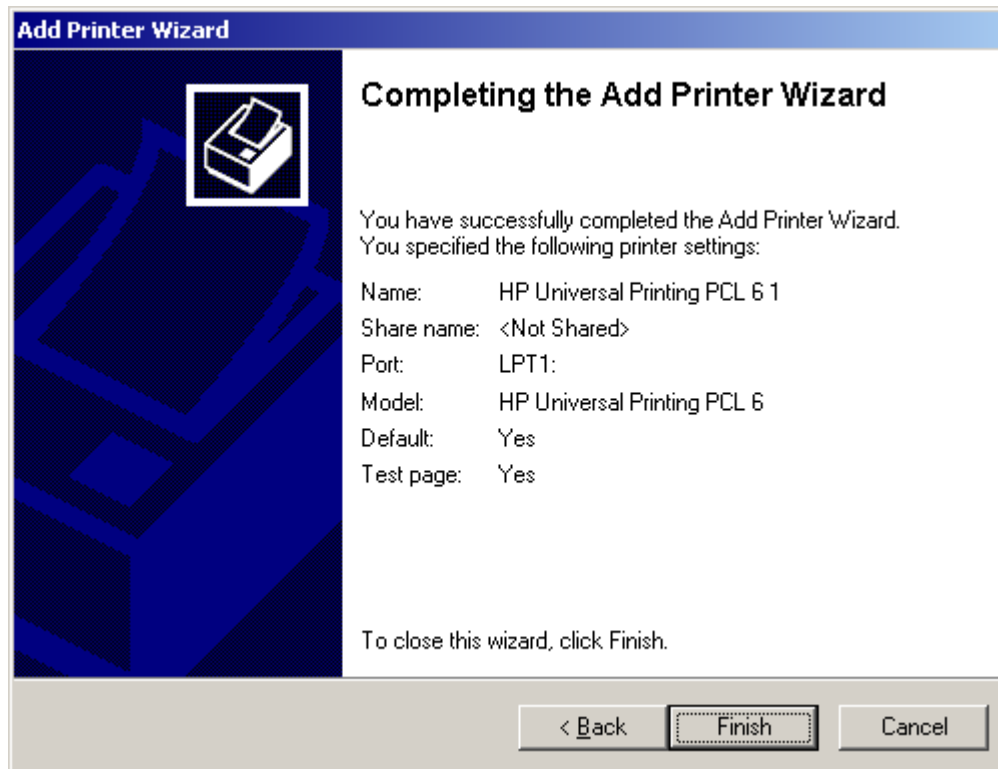 Add Printer Wizard
Completing the Add Printer Wizard
You have successfully completed the Add Printer Wizard.
You specified the following printer settings:
Name: HP Universal Printing PCL 6 1
Share name: <Not Shared>
Port: LPT1:
Model: HP Universal Printing PCL 6
Default: Yes
Test page: Yes
To close this wizard, click Finish.
< Back Finish Cancel